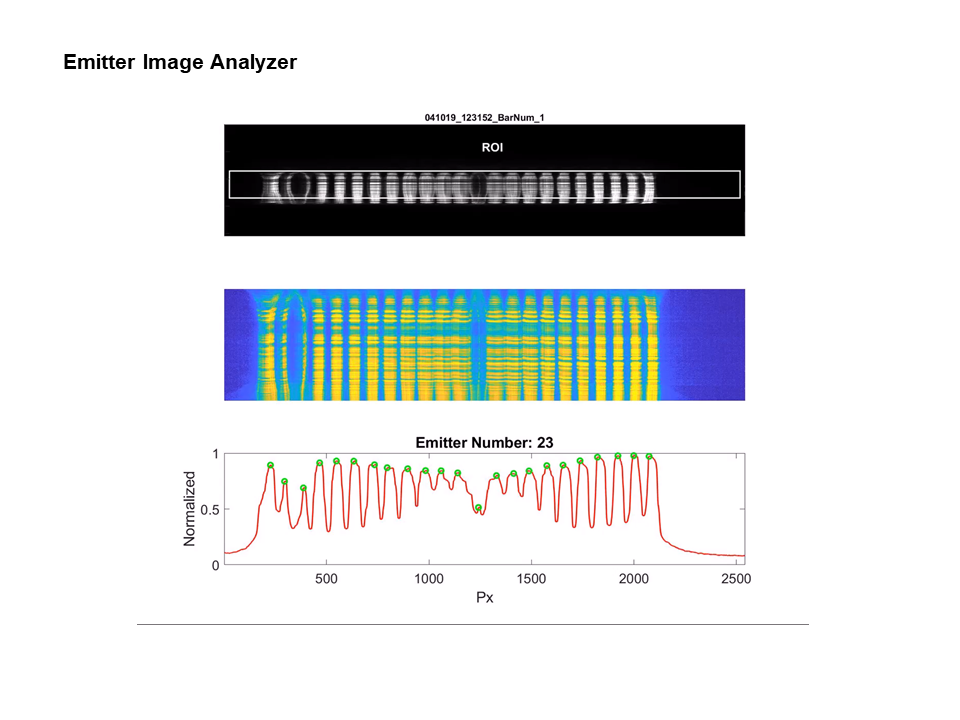 Emitter Image Analyzer
041019_123152_BarNum_1
ROI
Emitter Number: 23
Normalized
1
0.5
0
500 1000 1500 2000 2500
Px